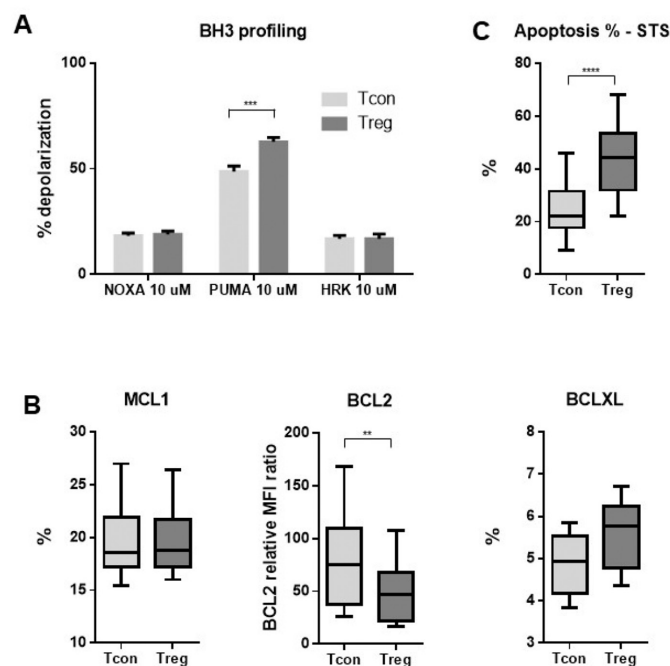 A
BH3 profiling
% depolarization
100
50
0
***
Tcon
Treg
NOXA 10 uM
PUMA 10 uM
HRK 10 uM
C
Apoptosis % - STS
%
80
60
40
20
0
****
Tcon
Treg
B
MCL1
%
30
25
20
15
10
Tcon
Treg
BCL2
BCL2 relative MFI ratio
200
150
100
50
0
**
Tcon
Treg
BCLXL
%
8
7
6
5
4
3
2
Tcon
Treg